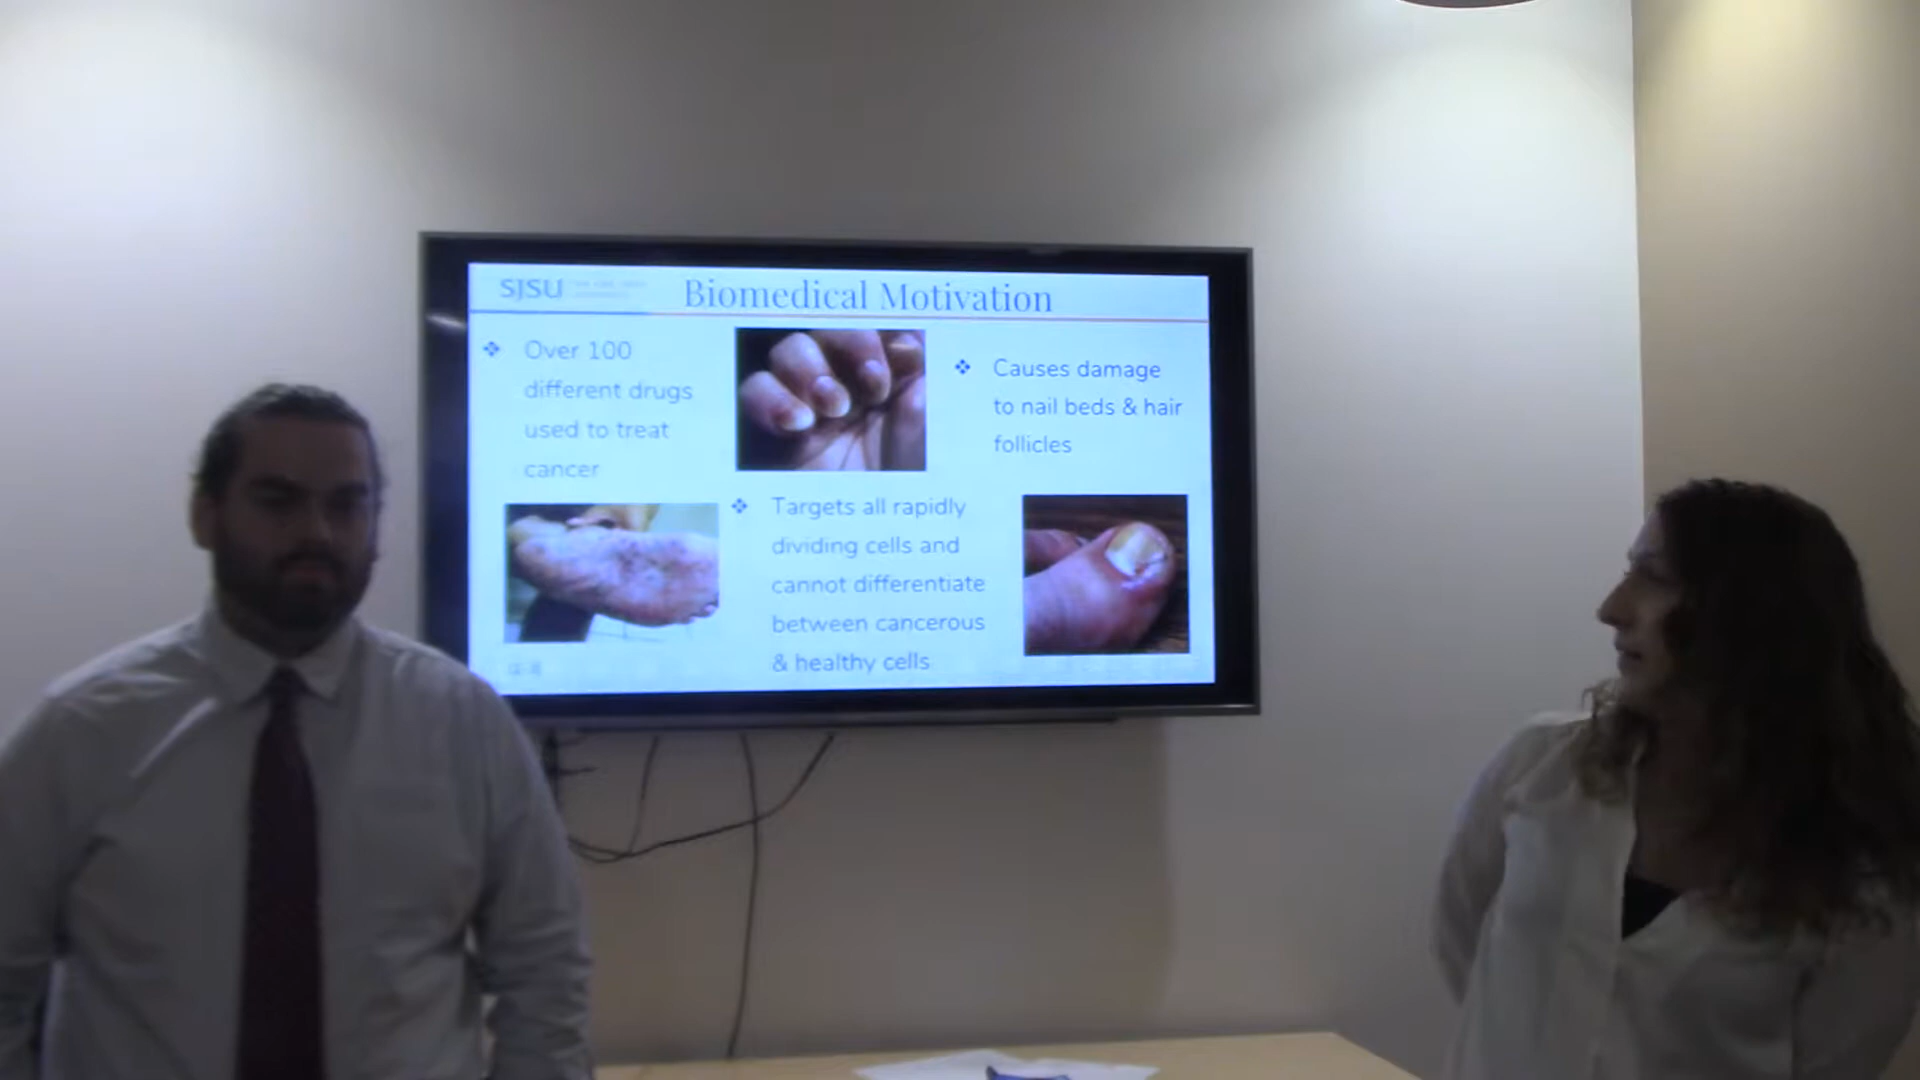 SJSU
Biomedical Motivation
❖ Over 100
different drugs
used to treat
cancer
❖ Causes damage
to nail beds & hair
follicles
❖ Targets all rapidly
dividing cells and
cannot differentiate
between cancerous
& healthy cells